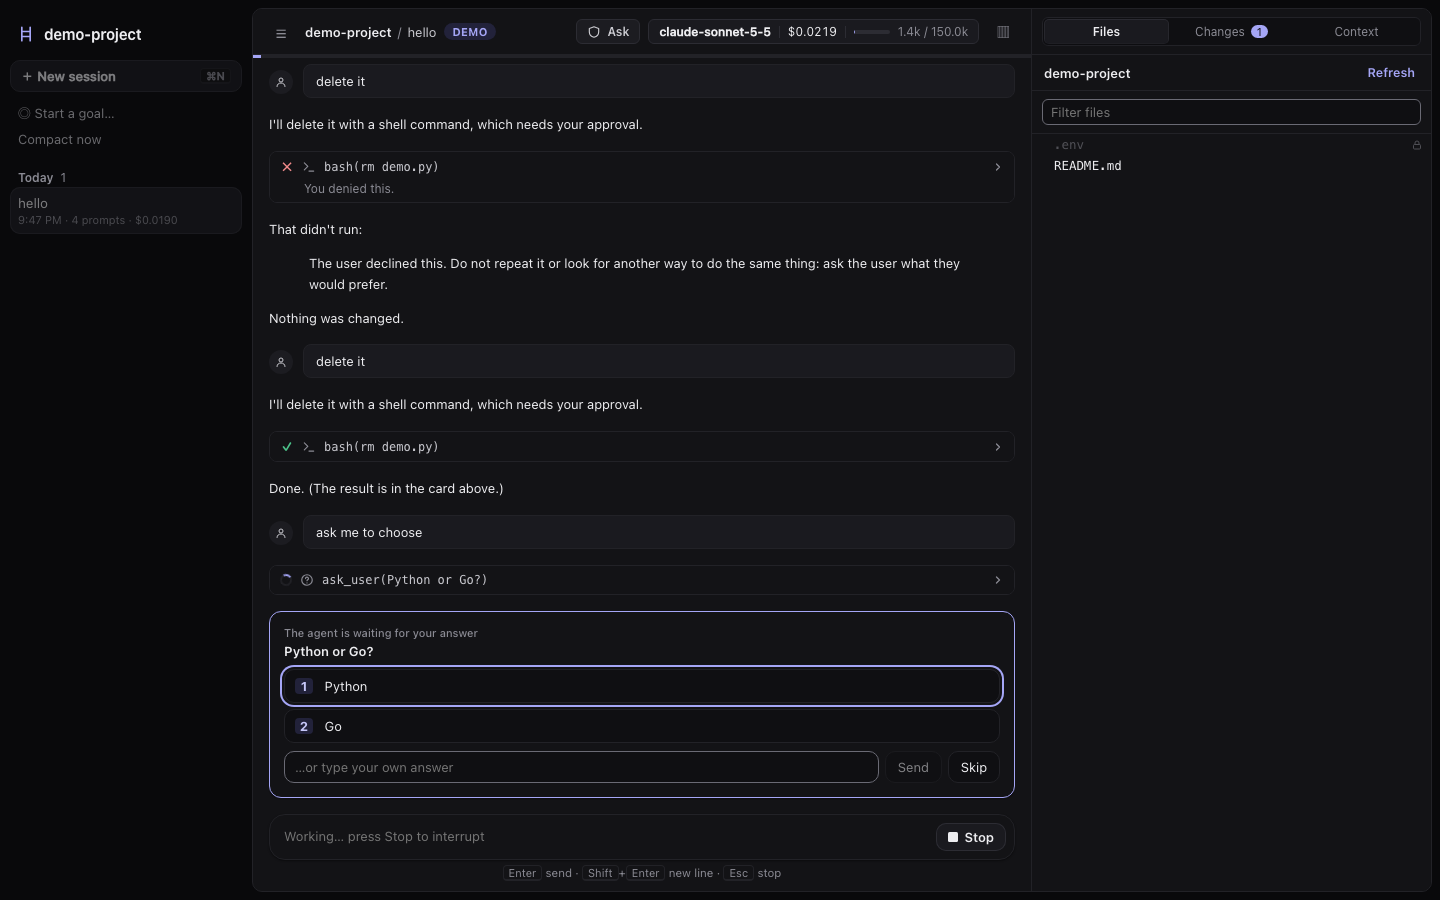 demo-project
+ New session ⌘N
Start a goal...
Compact now
Today 1
hello
9:47 PM · 4 prompts · $0.0190
demo-project / hello DEMO
Ask
claude-sonnet-5-5 $0.0219 1.4k / 150.0k
delete it
I'll delete it with a shell command, which needs your approval.
bash(rm demo.py)
You denied this.
That didn't run:
The user declined this. Do not repeat it or look for another way to do the same thing: ask the user what they
would prefer.
Nothing was changed.
delete it
I'll delete it with a shell command, which needs your approval.
bash(rm demo.py)
Done. (The result is in the card above.)
ask me to choose
ask_user(Python or Go?)
The agent is waiting for your answer
Python or Go?
1 Python
2 Go
...or type your own answer
Send
Skip
Working... press Stop to interrupt
Stop
Enter send · Shift+Enter new line · Esc stop
Files
Changes 1
Context
demo-project
Refresh
Filter files
.env
README.md